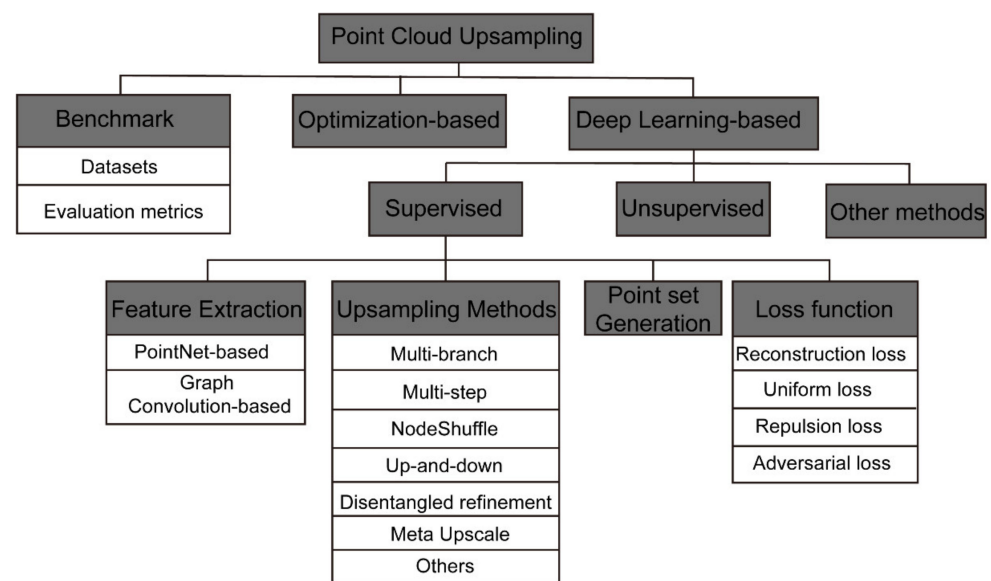 Point Cloud Upsampling
Benchmark
Datasets
Evaluation metrics
Optimization-based
Deep Learning-based
Supervised
Unsupervised
Other methods
Feature Extraction
PointNet-based
Graph
Convolution-based
Upsampling Methods
Multi-branch
Multi-step
NodeShuffle
Up-and-down
Disentangled refinement
Meta Upscale
Others
Point set
Generation
Loss function
Reconstruction loss
Uniform loss
Repulsion loss
Adversarial loss